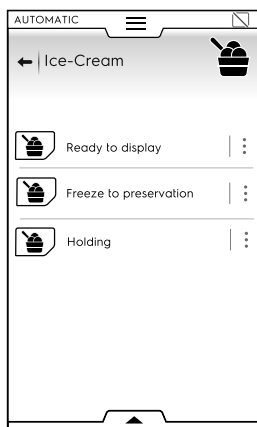 AUTOMATIC
Ice-Cream
Ready to display
Freeze to preservation
Holding